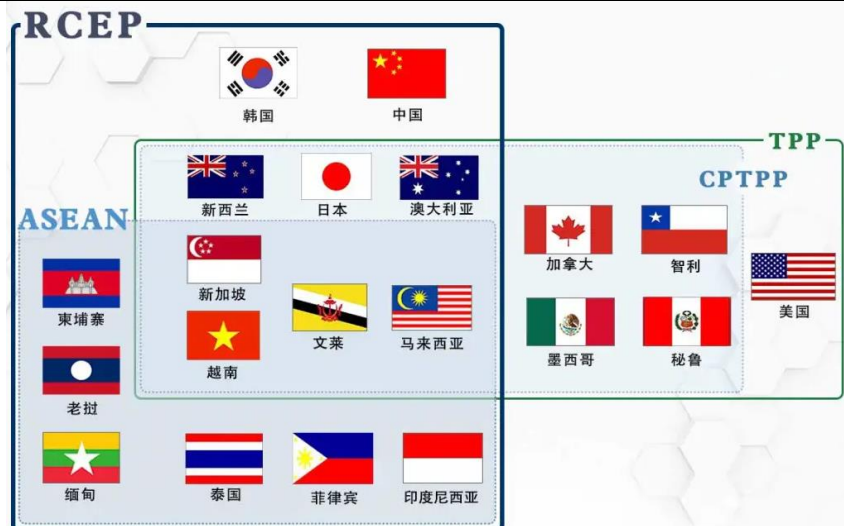 RCEP
韩国
中国
TPP
CPTPP
新西兰
日本
澳大利亚
ASEAN
新加坡
加拿大
智利
柬埔寨
文莱
马来西亚
美国
越南
墨西哥
秘鲁
老挝
缅甸
泰国
菲律宾
印度尼西亚